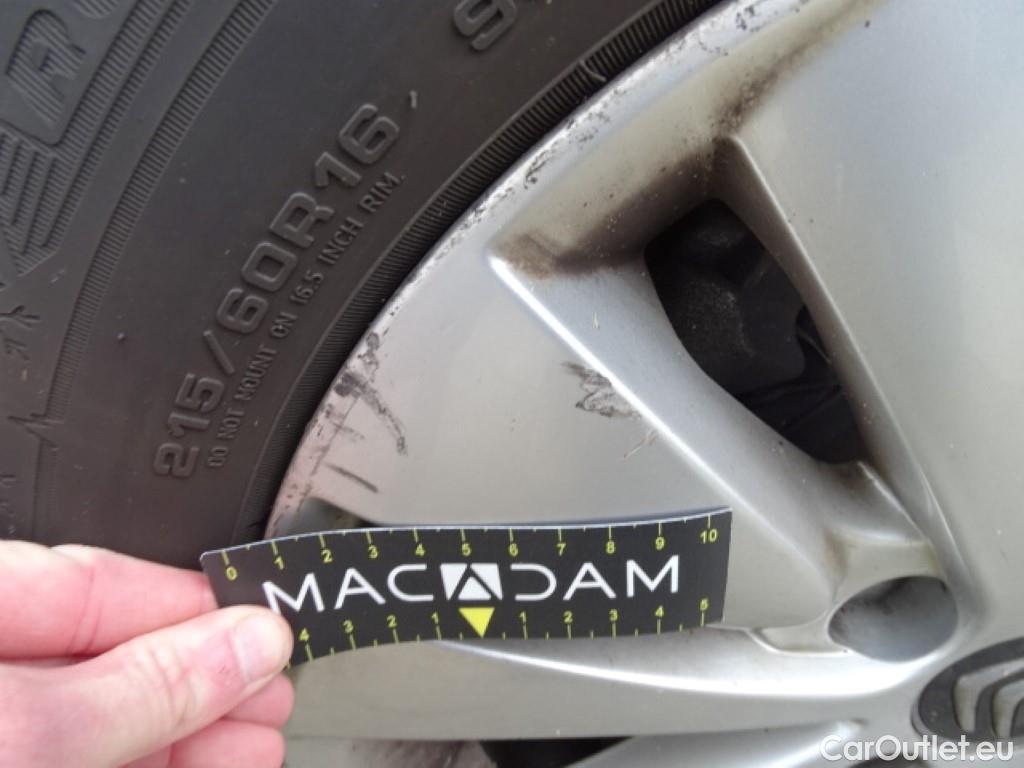 215/60R16
DO NOT MOUNT ON 16.5 INCH RIM.
0 1 2 3 4 5 6 7 8 9 10
MACADAM
4 3 2 1 1 2 3 4 5
CarOutlet.eu